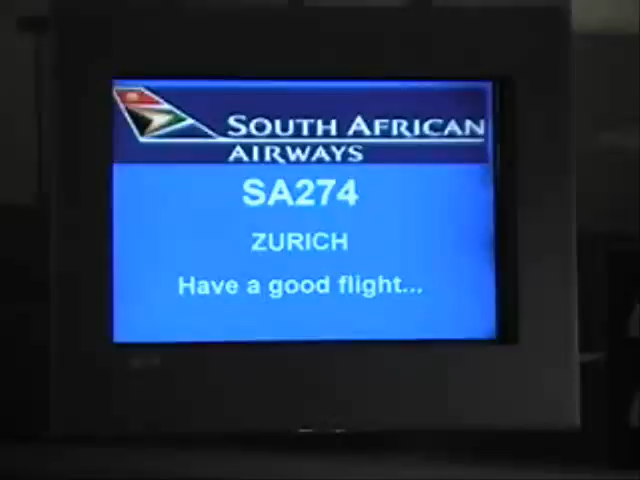 SOUTH AFRICAN
AIRWAYS
SA274
ZURICH
Have a good flight...